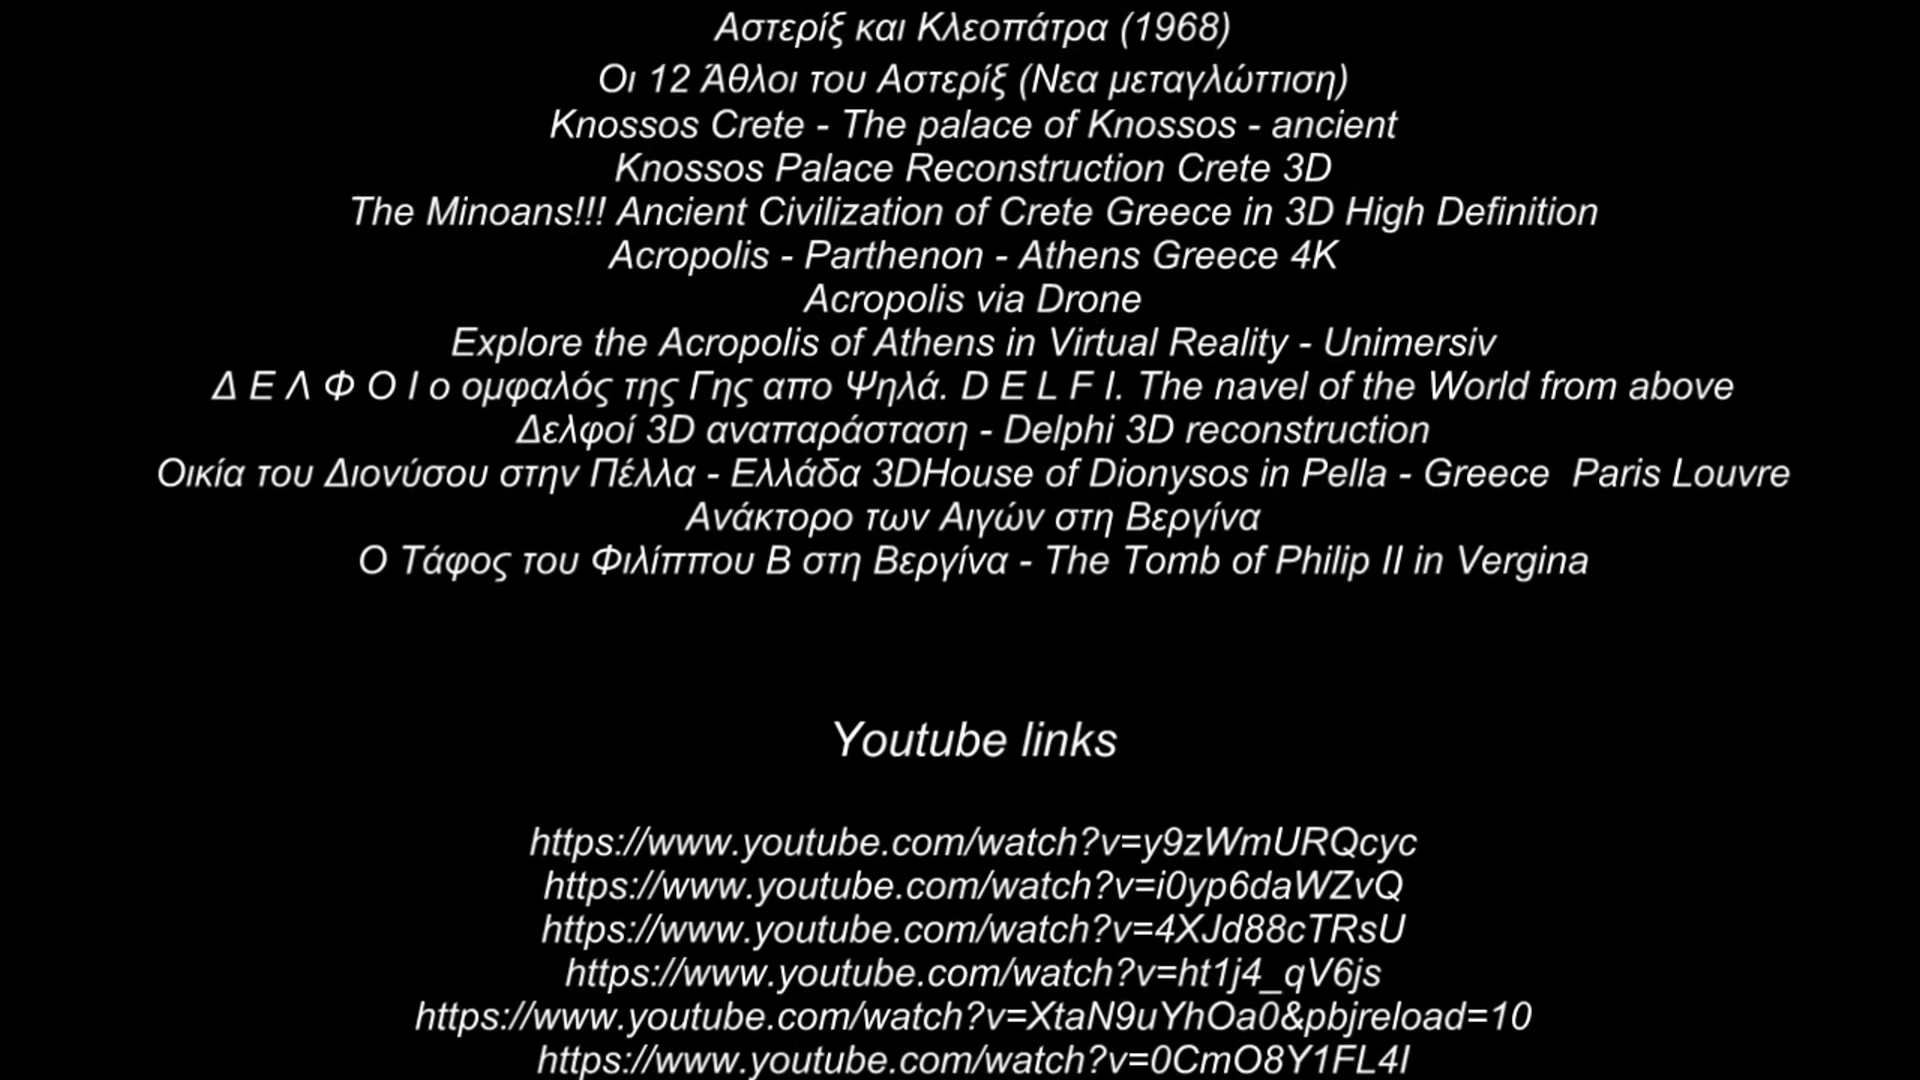 Αστερίξ και Κλεοπάτρα (1968)
Οι 12 Άθλοι του Αστερίξ (Νεα μεταγλώττιση)
Knossos Crete - The palace of Knossos - ancient
Knossos Palace Reconstruction Crete 3D
The Minoans!!! Ancient Civilization of Crete Greece in 3D High Definition
Acropolis - Parthenon - Athens Greece 4K
Acropolis via Drone
Explore the Acropolis of Athens in Virtual Reality - Unimersiv
Δ Ε Λ Φ Ο Ι ο ομφαλός της Γης απο Ψηλά. D E L F I. The navel of the World from above
Δελφοί 3D αναπαράσταση - Delphi 3D reconstruction
Οικία του Διονύσου στην Πέλλα - Ελλάδα 3DHouse of Dionysos in Pella - Greece  Paris Louvre
Ανάκτορο των Αιγών στη Βεργίνα
Ο Τάφος του Φιλίππου Β στη Βεργίνα - The Tomb of Philip II in Vergina
Youtube links
https://www.youtube.com/watch?v=y9zWmURQcyc
https://www.youtube.com/watch?v=i0yp6daWZvQ
https://www.youtube.com/watch?v=4XJd88cTRsU
https://www.youtube.com/watch?v=ht1j4_qV6js
https://www.youtube.com/watch?v=XtaN9uYhOa0&pbjreload=10
https://www.youtube.com/watch?v=0CmO8Y1FL4I